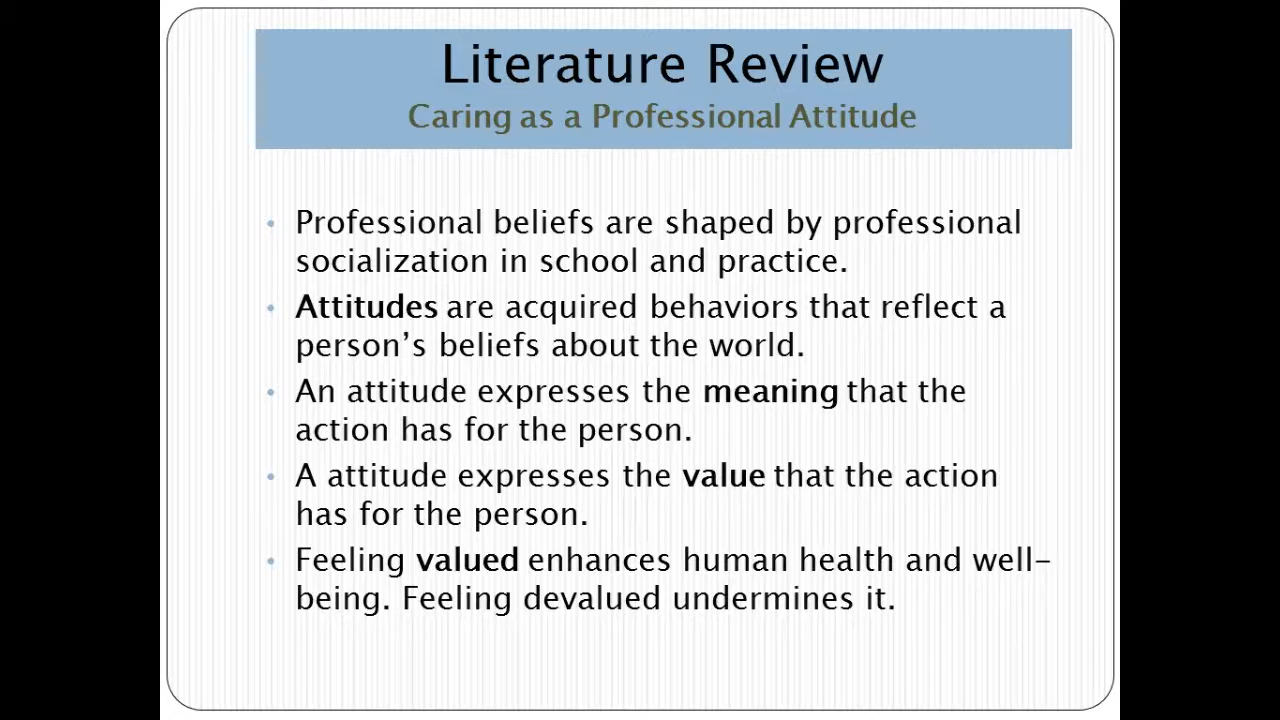 Literature Review
Caring as a Professional Attitude
• Professional beliefs are shaped by professional
socialization in school and practice.
• Attitudes are acquired behaviors that reflect a
person’s beliefs about the world.
• An attitude expresses the meaning that the
action has for the person.
• A attitude expresses the value that the action
has for the person.
• Feeling valued enhances human health and well-
being. Feeling devalued undermines it.